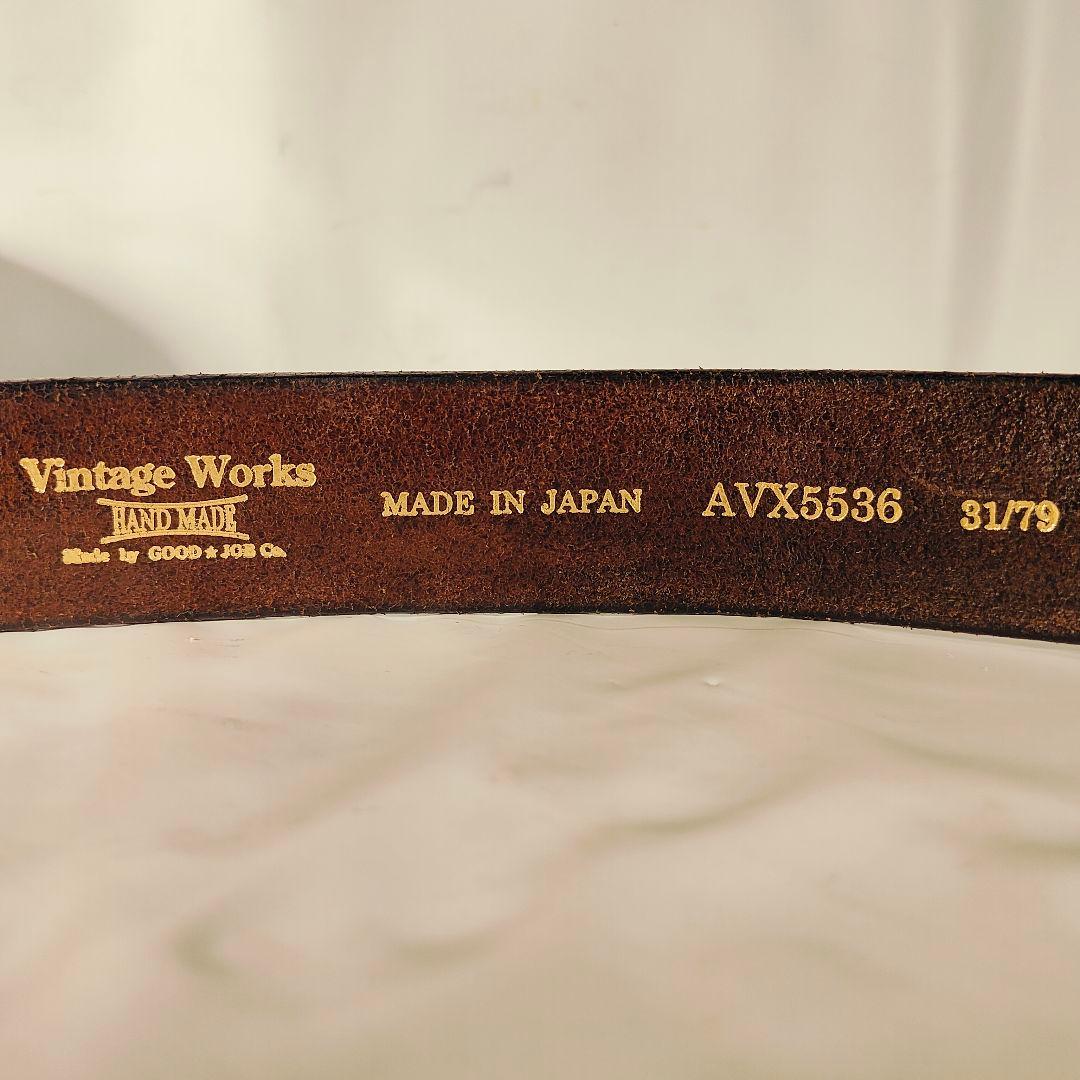 Vintage Works
HAND MADE
Made by GOOD★JOB Co.
MADE IN JAPAN
AVX5536
31/79